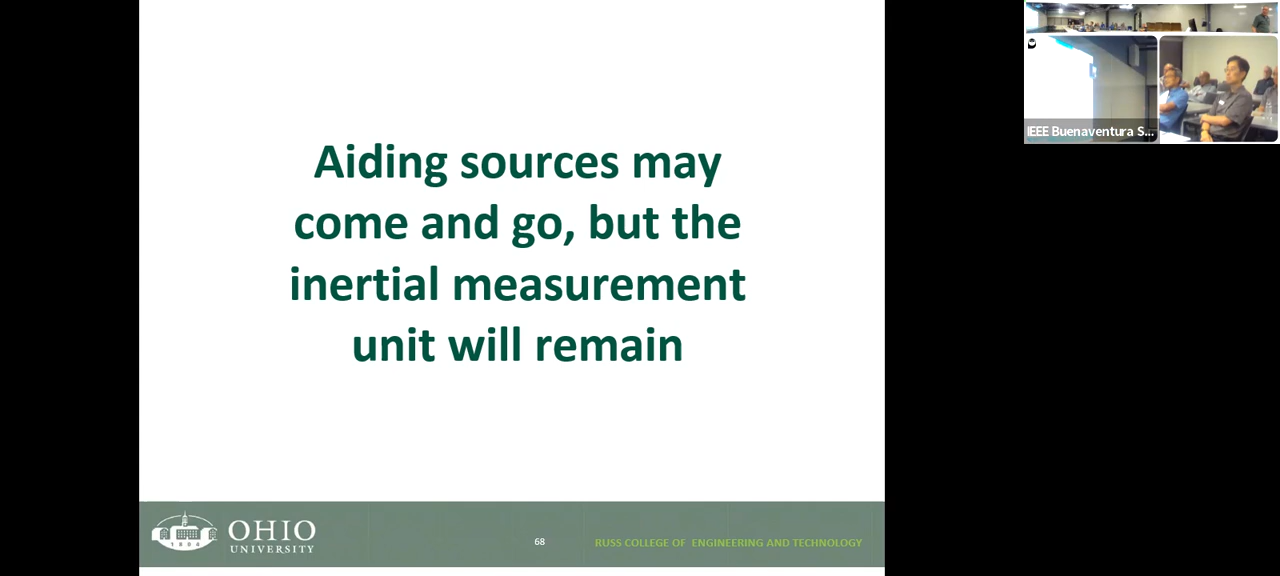 Aiding sources may
come and go, but the
inertial measurement
unit will remain
IEEE Buenaventura S...
OHIO
UNIVERSITY
1804
68
RUSS COLLEGE OF ENGINEERING AND TECHNOLOGY